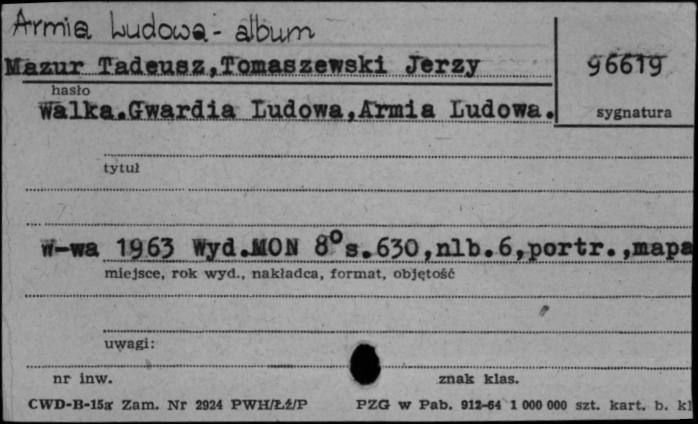 Armia Ludowa - album
Mazur Tadeusz,Tomaszewski Jerzy
96619
hasło
walka.Gwardia Ludowa,Armia Ludowa.
sygnatura
tytuł
w-wa 1963 Wyd.MON 8° s.630,nlb.6,portr.,mapa
miejsce, rok wyd., nakładca, format, objętość
uwagi:
nr inw. znak klas.
CWD-B-15a Zam. Nr 2924 PWH/ŁŻ/P PZG w Pab. 912-64 1 000 000 szt. kart. b. kl